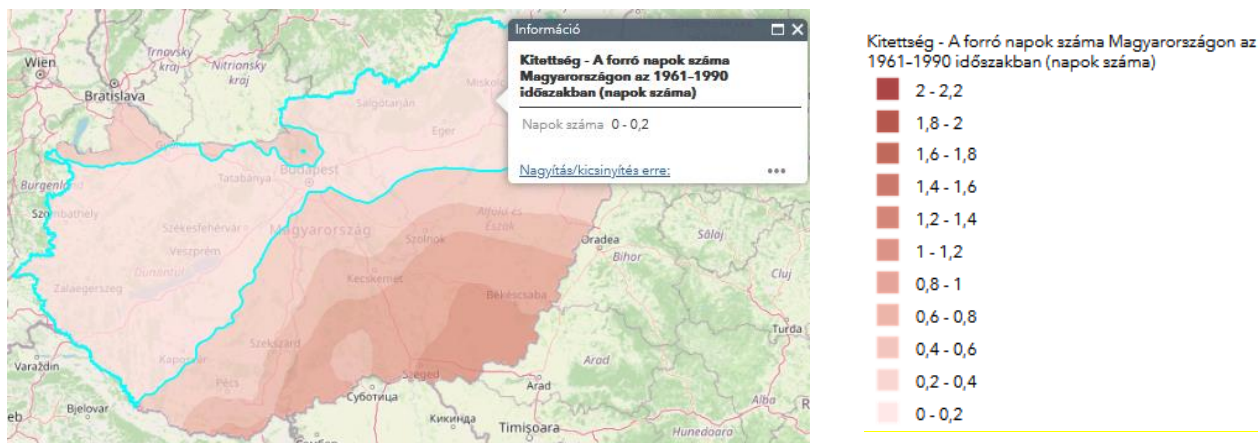 Információ
Kitettség - A forró napok száma
Magyarországon az 1961-1990
időszakban (napok száma)
Napok száma 0 - 0,2
Nagyítás/kicsinyítés erre:
Wien
Trnavský
kraj
Nitriansky
kraj
Bratislava
Miskolc
Salgótarján
Eger
Budapest
Tatabánya
Burgenland
Szombathely
Székesfehérvár
Magyarország
Alföld és
Észak
Szolnok
Veszprém
Dunántúl
Zalaegerszeg
Kecskemét
Békéscsaba
Oradea
Bihor
Sălaj
Cluj
Turda
Szekszárd
Kaposvár
Pécs
Szeged
Varaždin
Bjelovar
Суботица
Кикинда
Arad
Arad
Timișoara
Alba
Hunedoara
Kitettség - A forró napok száma Magyarországon az
1961-1990 időszakban (napok száma)
2 - 2,2
1,8 - 2
1,6 - 1,8
1,4 - 1,6
1,2 - 1,4
1 - 1,2
0,8 - 1
0,6 - 0,8
0,4 - 0,6
0,2 - 0,4
0 - 0,2